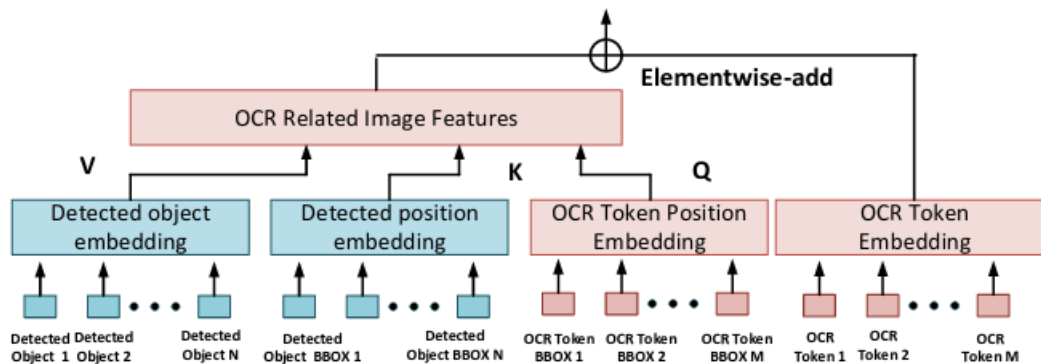 Elementwise-add
OCR Related Image Features
V
K
Q
Detected object
embedding
Detected position
embedding
OCR Token Position
Embedding
OCR Token
Embedding
Detected
Object 1
Detected
Object 2
Detected
Object N
Detected
Object BBOX 1
Detected
Object BBOX N
OCR Token
BBOX 1
OCR Token
BBOX 2
OCR Token
BBOX M
OCR
Token 1
OCR
Token 2
OCR
Token M